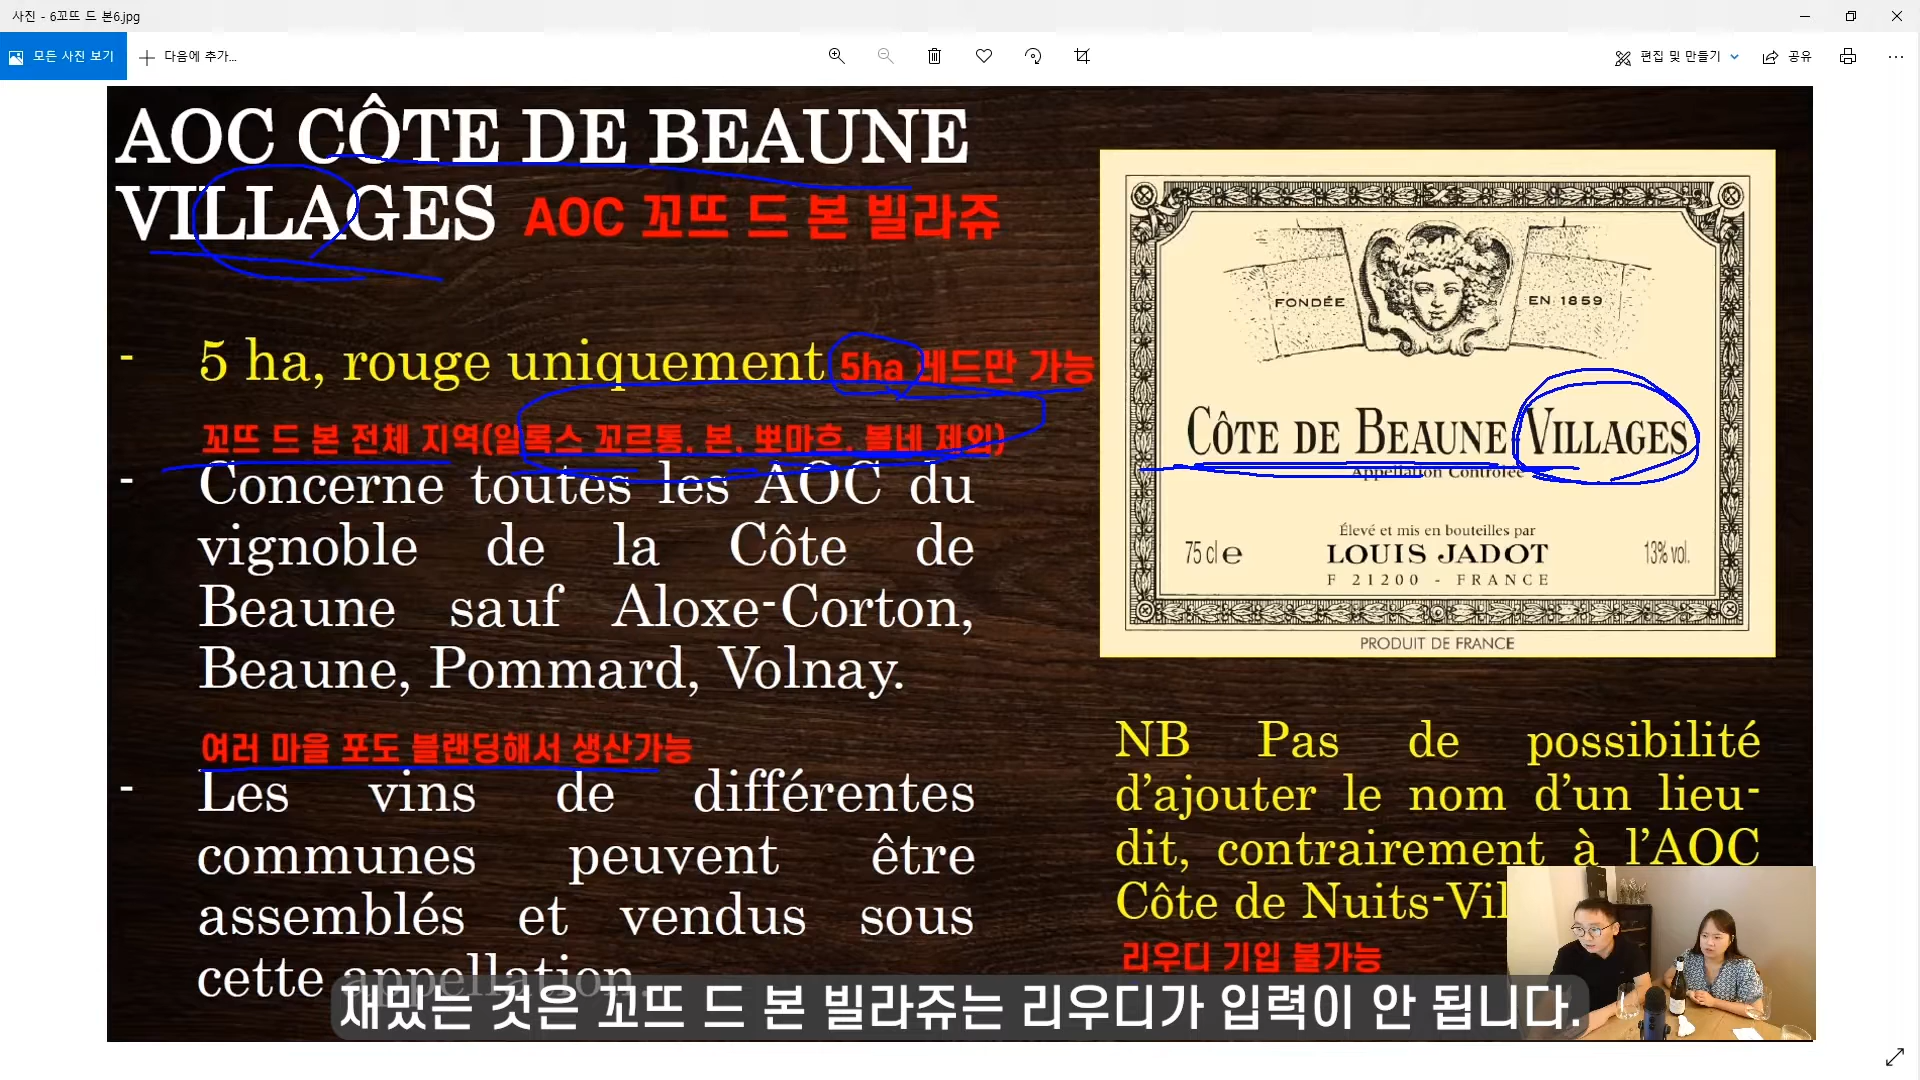 사진 - 6꼬뜨 드 본6.jpg
모든 사진 보기
다음에 추가...
편집 및 만들기
공유
AOC CÔTE DE BEAUNE
VILLAGES AOC 꼬뜨 드 본 빌라쥬
- 5 ha, rouge uniquement 5ha 레드만 가능
꼬뜨 드 본 전체 지역(알록스 꼬르통, 본, 뽀마흐, 볼네 제외)
- Concerne toutes les AOC du
vignoble de la Côte de
Beaune sauf Aloxe-Corton,
Beaune, Pommard, Volnay.
여러 마을 포도 블랜딩해서 생산가능
- Les vins de différentes
communes peuvent être
assemblés et vendus sous
cette appellation.
FONDÉE EN 1859
CÔTE DE BEAUNE VILLAGES
Appellation Contrôlée
Élevé et mis en bouteilles par
75 cl e LOUIS JADOT 13% vol.
F 21200 - FRANCE
PRODUIT DE FRANCE
NB Pas de possibilité
d'ajouter le nom d'un lieu-
dit, contrairement à l'AOC
Côte de Nuits-Vil
리우디 기입 불가능
재밌는 것은 꼬뜨 드 본 빌라쥬는 리우디가 입력이 안 됩니다.